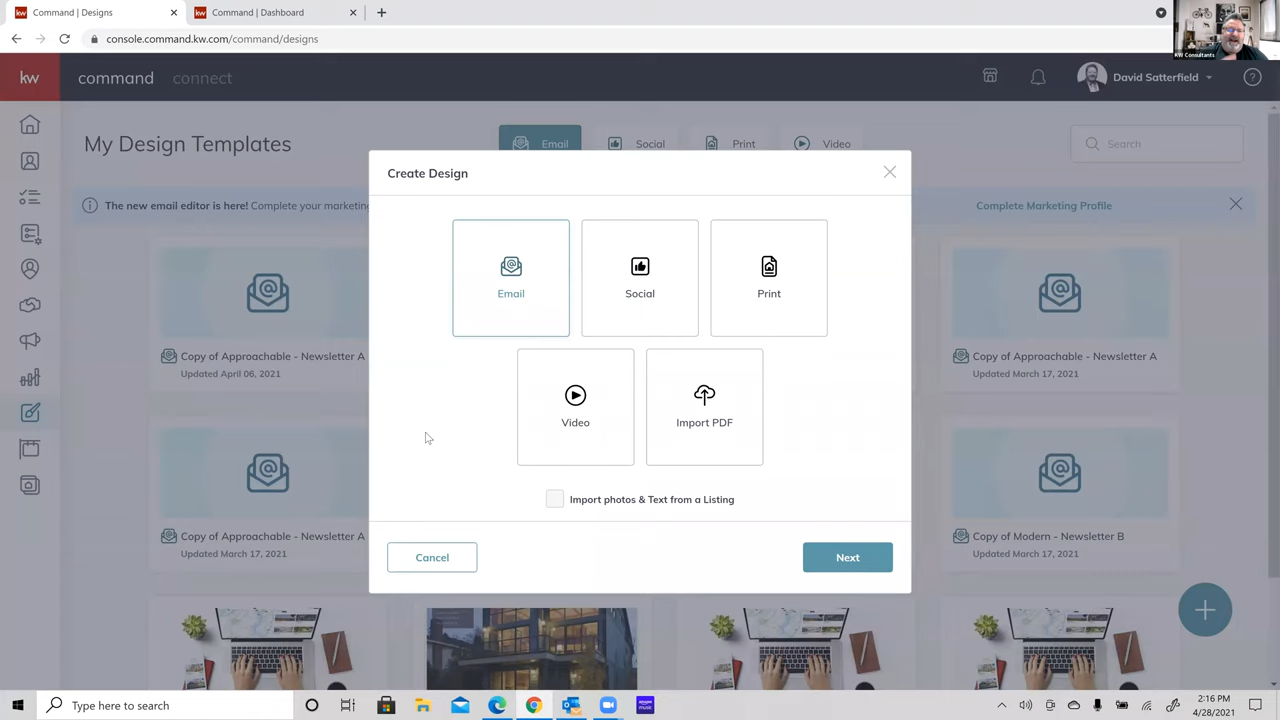 Command | Designs
Command | Dashboard
console.command.kw.com/command/designs
KW Consultants
kw
command
connect
David Satterfield
My Design Templates
Email
Social
Print
Video
Search
The new email editor is here! Complete your marketing
Complete Marketing Profile
Create Design
Email
Social
Print
Video
Import PDF
Import photos & Text from a Listing
Cancel
Next
Copy of Approachable - Newsletter A
Updated April 06, 2021
Copy of Approachable - Newsletter A
Updated March 17, 2021
Copy of Approachable - Newsletter A
Updated March 17, 2021
Copy of Modern - Newsletter B
Updated March 17, 2021
Type here to search
amazon music
2:16 PM
4/28/2021